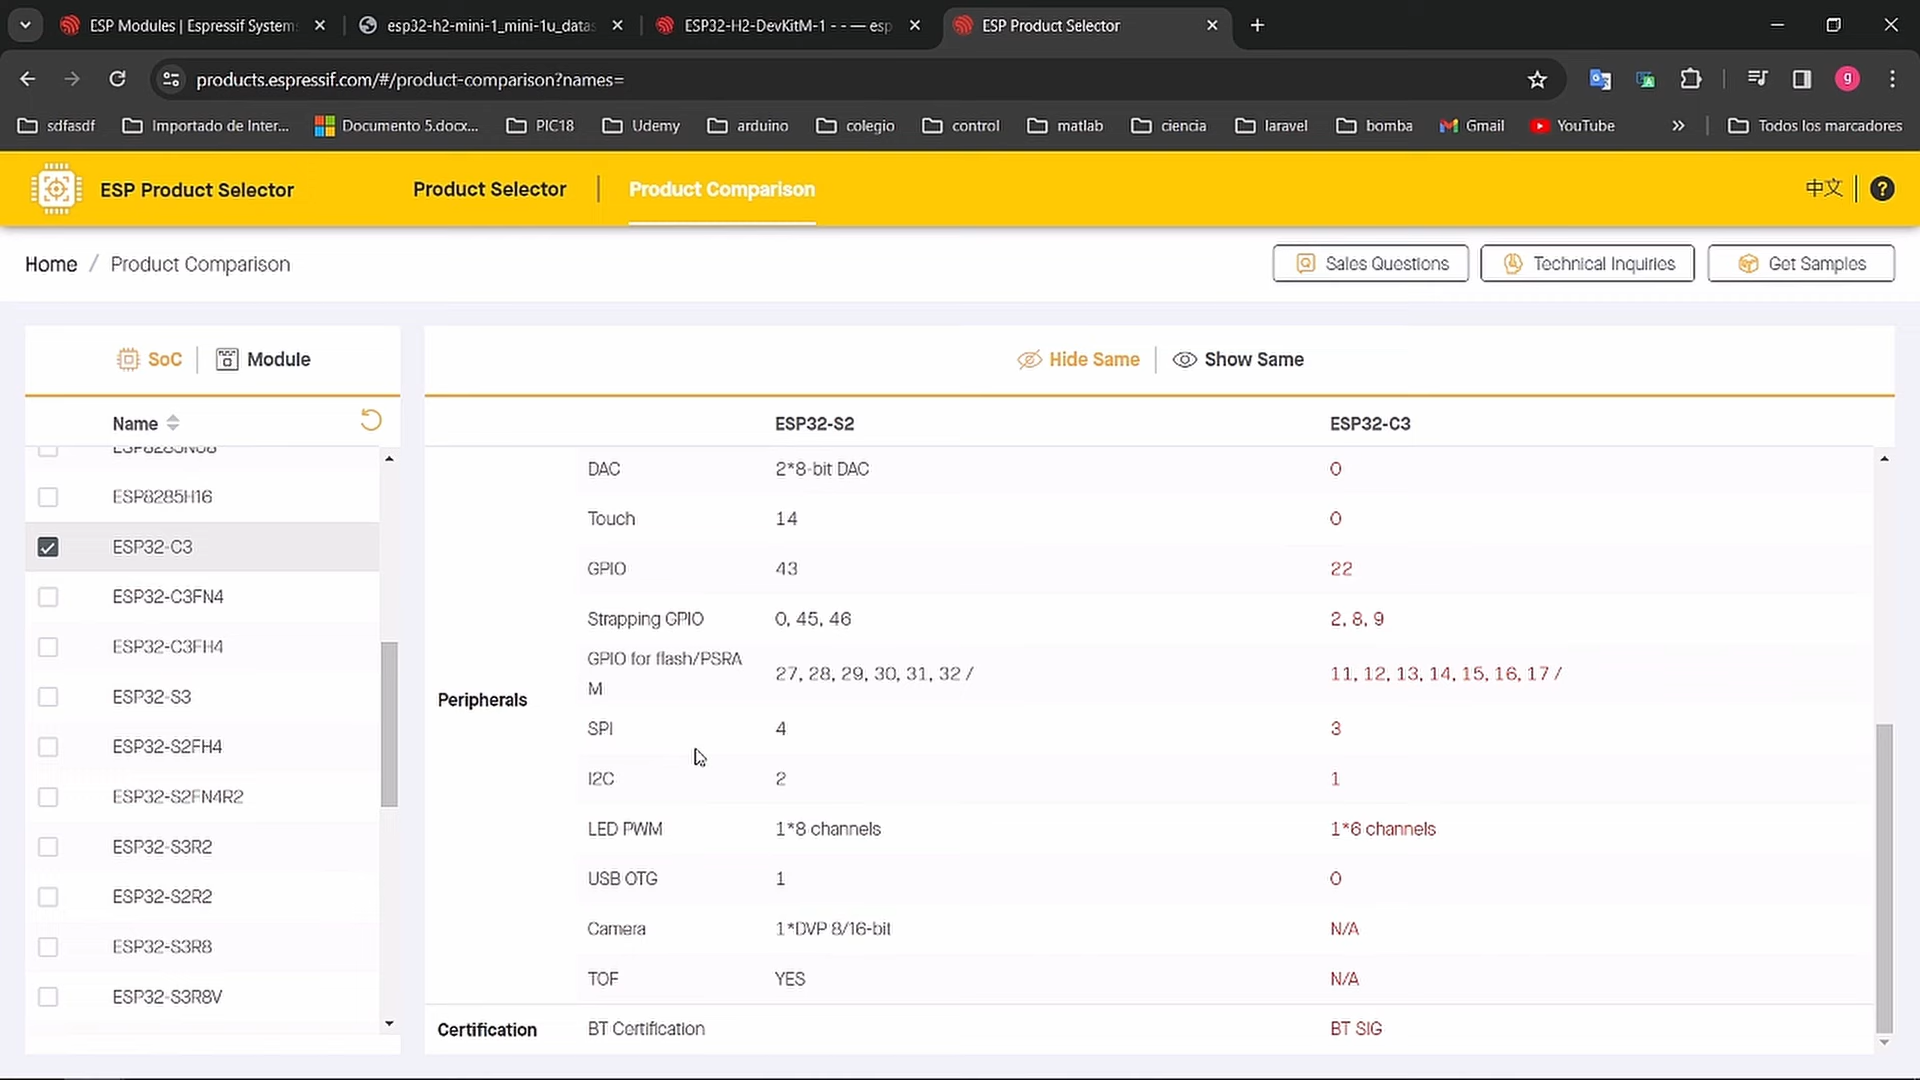 ESP Modules | Espressif Systems
esp32-h2-mini-1_mini-1u_datas
ESP32-H2-DevKitM-1 - - — esp
ESP Product Selector
products.espressif.com/#/product-comparison?names=
g
sdfasdf
Importado de Inter...
Documento 5.docx...
PIC18
Udemy
arduino
colegio
control
matlab
ciencia
laravel
bomba
Gmail
YouTube
»
Todos los marcadores
ESP Product Selector
Product Selector
Product Comparison
中文
?
Home / Product Comparison
Sales Questions
Technical Inquiries
Get Samples
SoC
Module
Hide Same
Show Same
Name
ESP32-S2
ESP32-C3
ESP8285H16
ESP32-C3
ESP32-C3FN4
ESP32-C3FH4
ESP32-S3
ESP32-S2FH4
ESP32-S2FN4R2
ESP32-S3R2
ESP32-S2R2
ESP32-S3R8
ESP32-S3R8V
Peripherals
DAC 2*8-bit DAC 0
Touch 14 0
GPIO 43 22
Strapping GPIO 0, 45, 46 2, 8, 9
GPIO for flash/PSRA
M 27, 28, 29, 30, 31, 32 / 11, 12, 13, 14, 15, 16, 17 /
SPI 4 3
I2C 2 1
LED PWM 1*8 channels 1*6 channels
USB OTG 1 0
Camera 1*DVP 8/16-bit N/A
TOF YES N/A
Certification BT Certification BT SIG